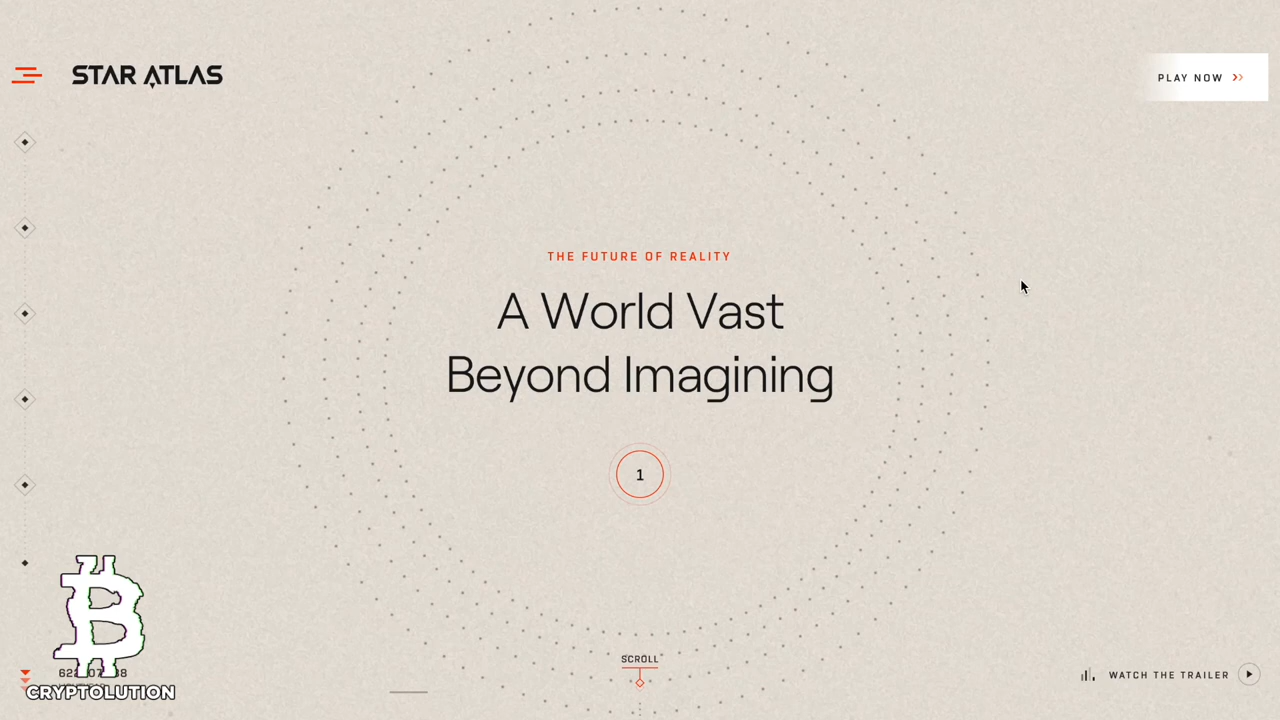 STAR ATLAS
PLAY NOW
THE FUTURE OF REALITY
A World Vast
Beyond Imagining
1
SCROLL
WATCH THE TRAILER
CRYPTOLUTION